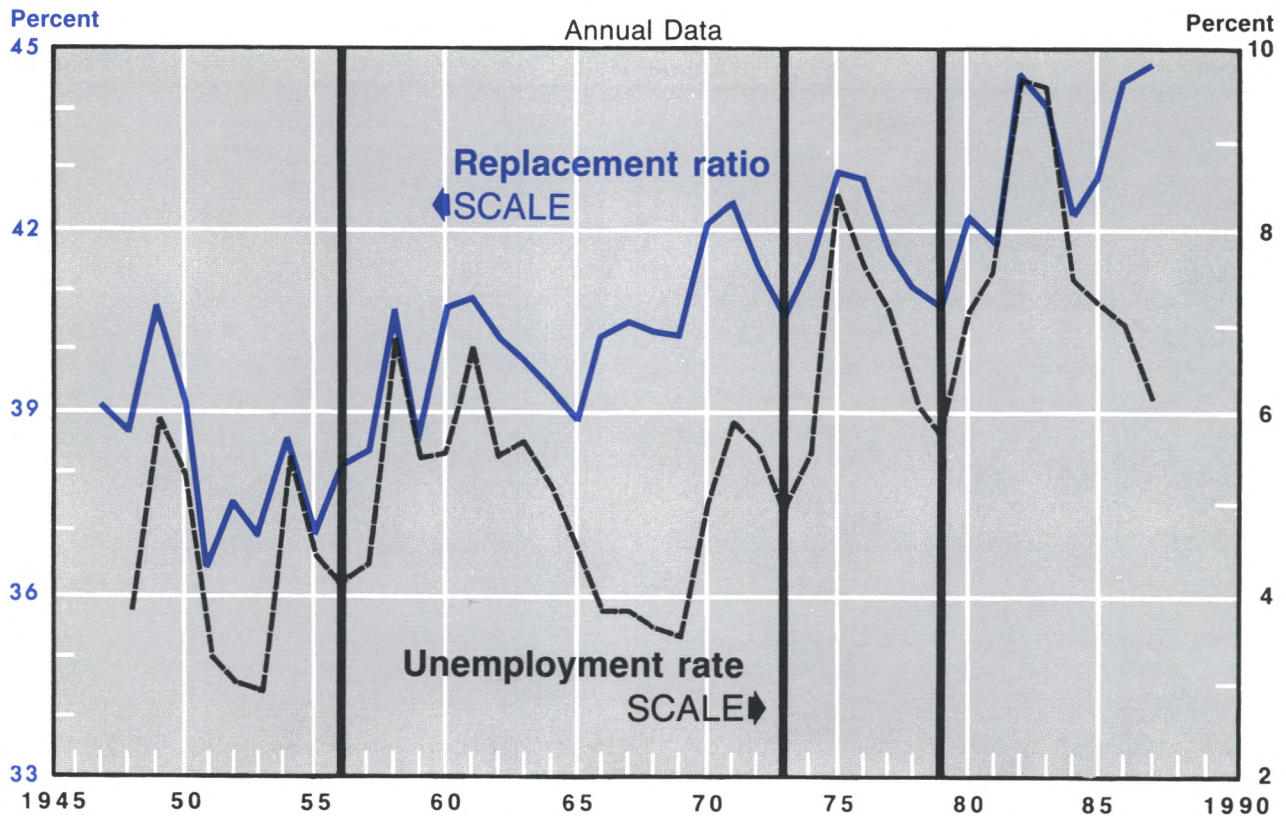 Percent
Annual Data
Percent
45
10
Replacement ratio
SCALE
42
8
39
6
36
4
Unemployment rate
SCALE
33
2
1945 50 55 60 65 70 75 80 85 1990